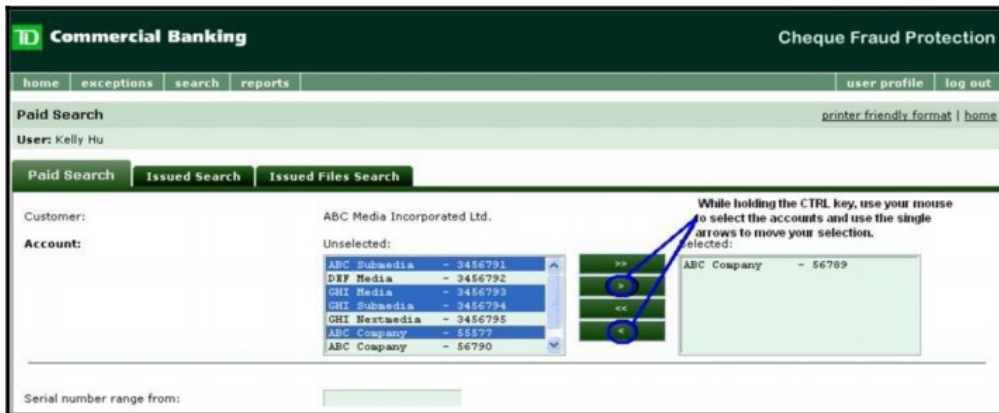 TD Commercial Banking
Cheque Fraud Protection
home exceptions search reports
user profile log out
Paid Search
printer friendly format | home
User: Kelly Hu
Paid Search Issued Search Issued Files Search
While holding the CTRL key, use your mouse
to select the accounts and use the single
arrows to move your selection.
Customer: ABC Media Incorporated Ltd.
Account: Unselected: Selected:
ABC Submedia - 3456791
DEF Media - 3456792
GHI Media - 3456793
GHI Submedia - 3456794
GHI Nextmedia - 3456795
ABC Company - 55577
ABC Company - 56790
>>
>
<<
<
ABC Company - 56789
Serial number range from: